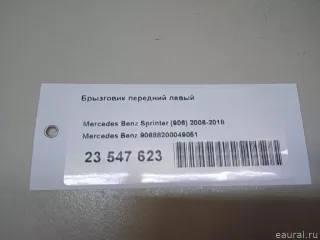 Брызговик передний левый
Mercedes Benz Sprinter (906) 2006-2018
Mercedes Benz 90688200049051
23 547 623
eaural.ru